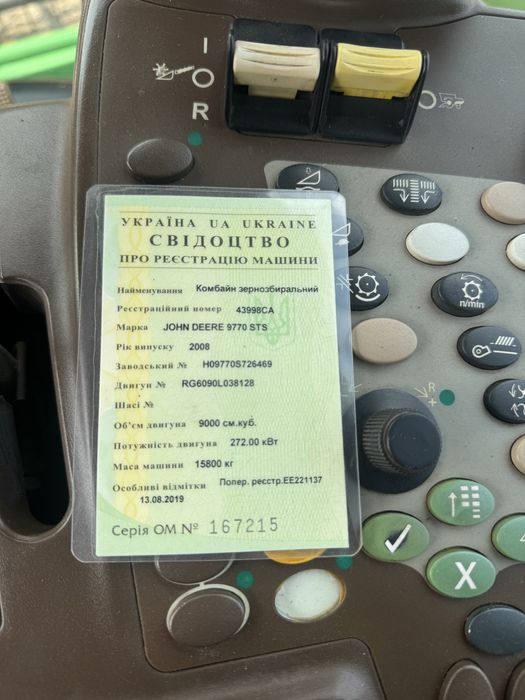 I
O
R
УКРАЇНА UA UKRAINE
СВІДОЦТВО
ПРО РЕЄСТРАЦІЮ МАШИНИ
Найменування Комбайн зернозбиральний
Реєстраційний номер 43998СА
Марка JOHN DEERE 9770 STS
Рік випуску 2008
Заводський № H09770S726469
Двигун № RG6090L038128
Шасі №
Об'єм двигуна 9000 см.куб.
Потужність двигуна 272.00 кВт
Маса машини 15800 кг
Особливі відмітки Попер. реєстр.ЕЕ221137
13.08.2019
Серія ОМ № 167215
n/min
R
X